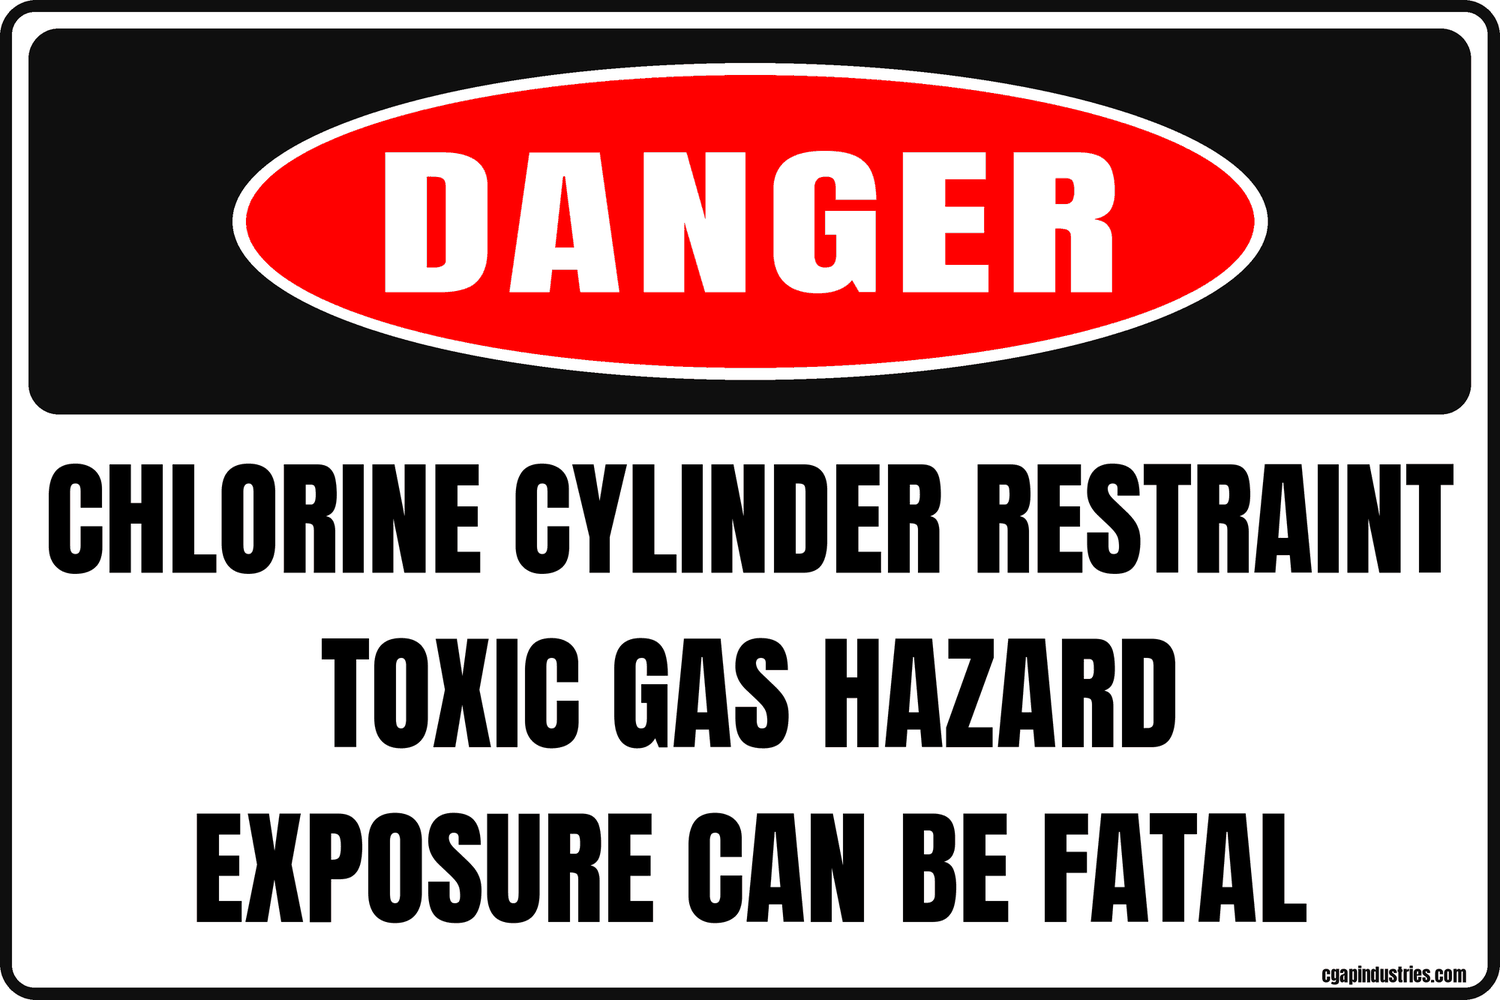 DANGER
CHLORINE CYLINDER RESTRAINT
TOXIC GAS HAZARD
EXPOSURE CAN BE FATAL
cgapindustries.com